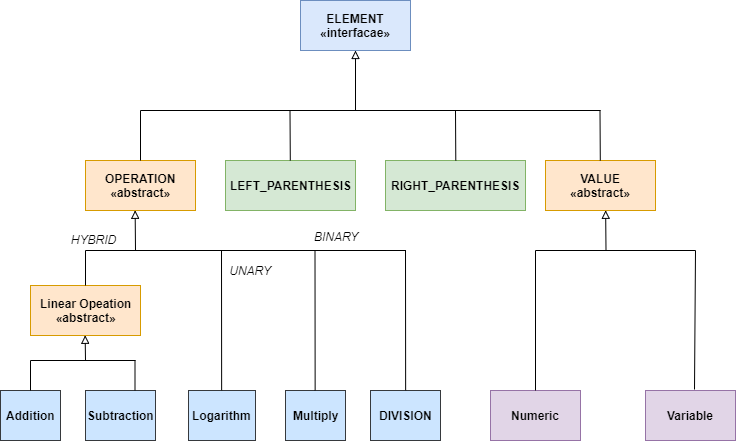 ELEMENT
«interfacae»
OPERATION
«abstract»
LEFT_PARENTHESIS
RIGHT_PARENTHESIS
VALUE
«abstract»
HYBRID
BINARY
UNARY
Linear Opeation
«abstract»
Addition
Subtraction
Logarithm
Multiply
DIVISION
Numeric
Variable